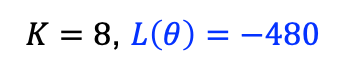 K = 8, L(θ) = −480